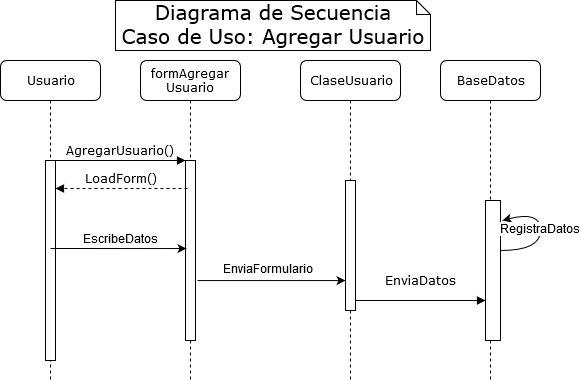 Diagrama de Secuencia
Caso de Uso: Agregar Usuario
Usuario
formAgregar
Usuario
ClaseUsuario
BaseDatos
AgregarUsuario()
LoadForm()
EscribeDatos
RegistraDatos
EnviaFormulario
EnviaDatos